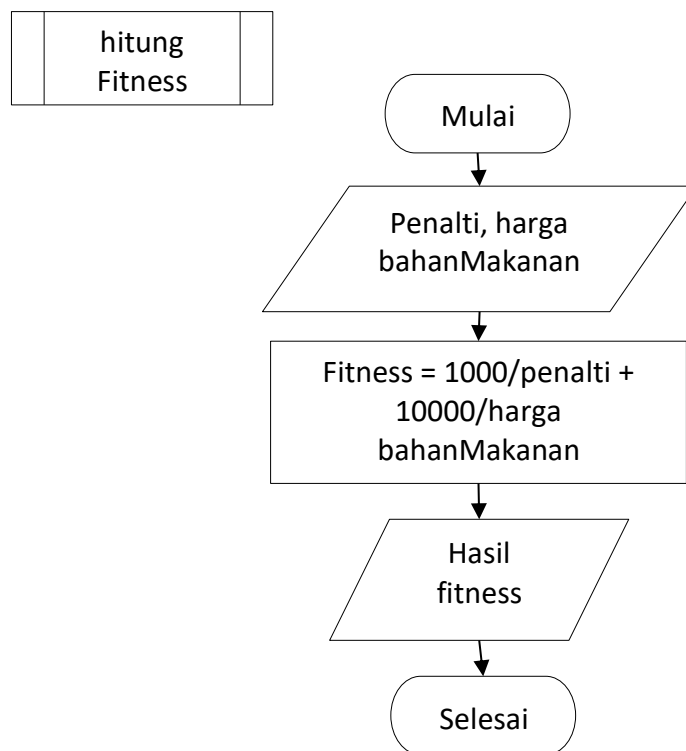 hitung
Fitness
Mulai
Penalti, harga
bahanMakanan
Fitness = 1000/penalti +
10000/harga
bahanMakanan
Hasil
fitness
Selesai